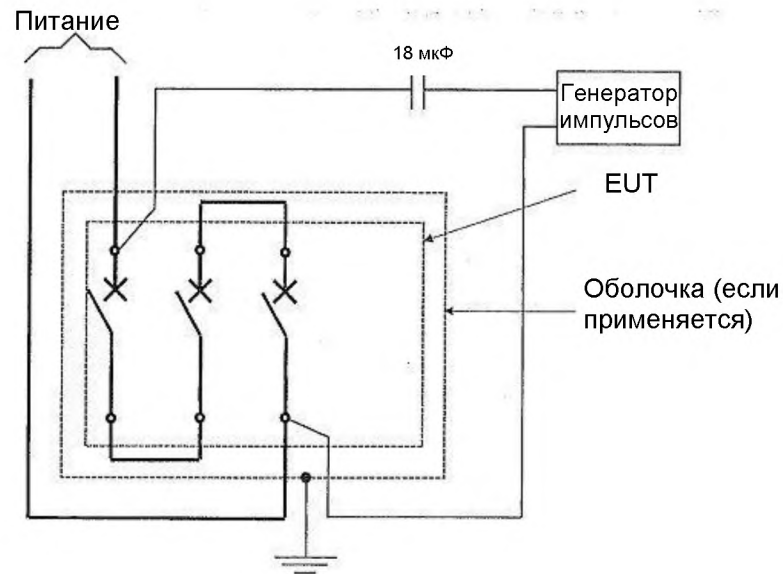 Питание
18 мкФ
Генератор
импульсов
EUT
Оболочка (если
применяется)